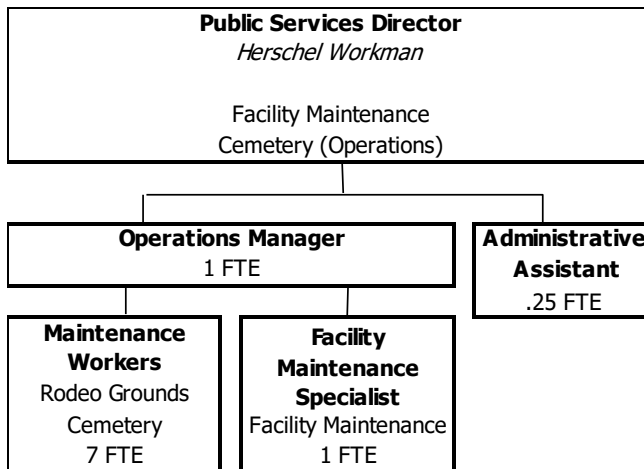 Public Services Director
Herschel Workman
Facility Maintenance
Cemetery (Operations)
Operations Manager
1 FTE
Administrative
Assistant
.25 FTE
Maintenance
Workers
Rodeo Grounds
Cemetery
7 FTE
Facility
Maintenance
Specialist
Facility Maintenance
1 FTE